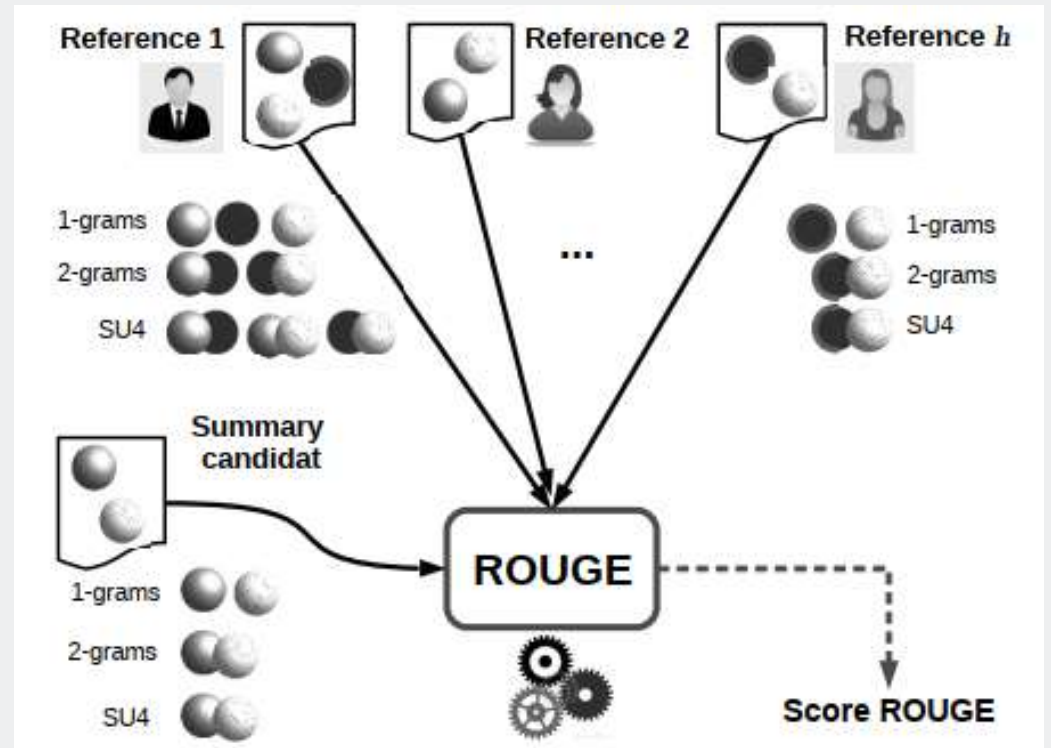 Reference 1
Reference 2
Reference h
1-grams
2-grams
SU4
...
1-grams
2-grams
SU4
Summary
candidat
ROUGE
1-grams
2-grams
SU4
Score ROUGE